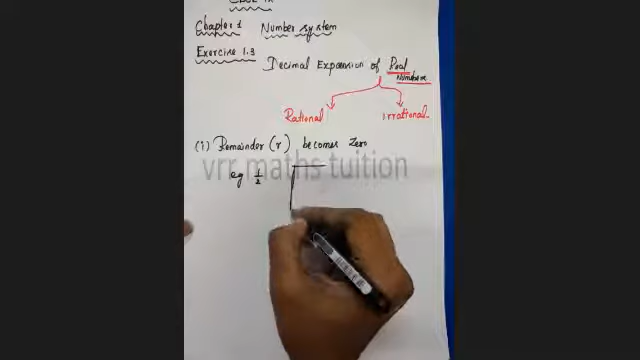 Chapter: 1 Number system
Exercise 1.3
Decimal Expansion of Real
Numbers
Rational irrational
(i) Remainder (r) becomes Zero
vrr maths tuition
eg 1/2